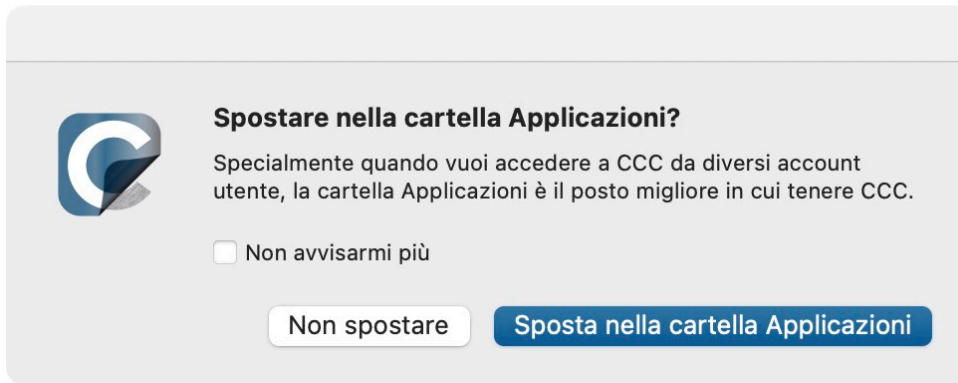 Spostare nella cartella Applicazioni?
Specialmente quando vuoi accedere a CCC da diversi account
utente, la cartella Applicazioni è il posto migliore in cui tenere CCC.
Non avvisarmi più
Non spostare
Sposta nella cartella Applicazioni